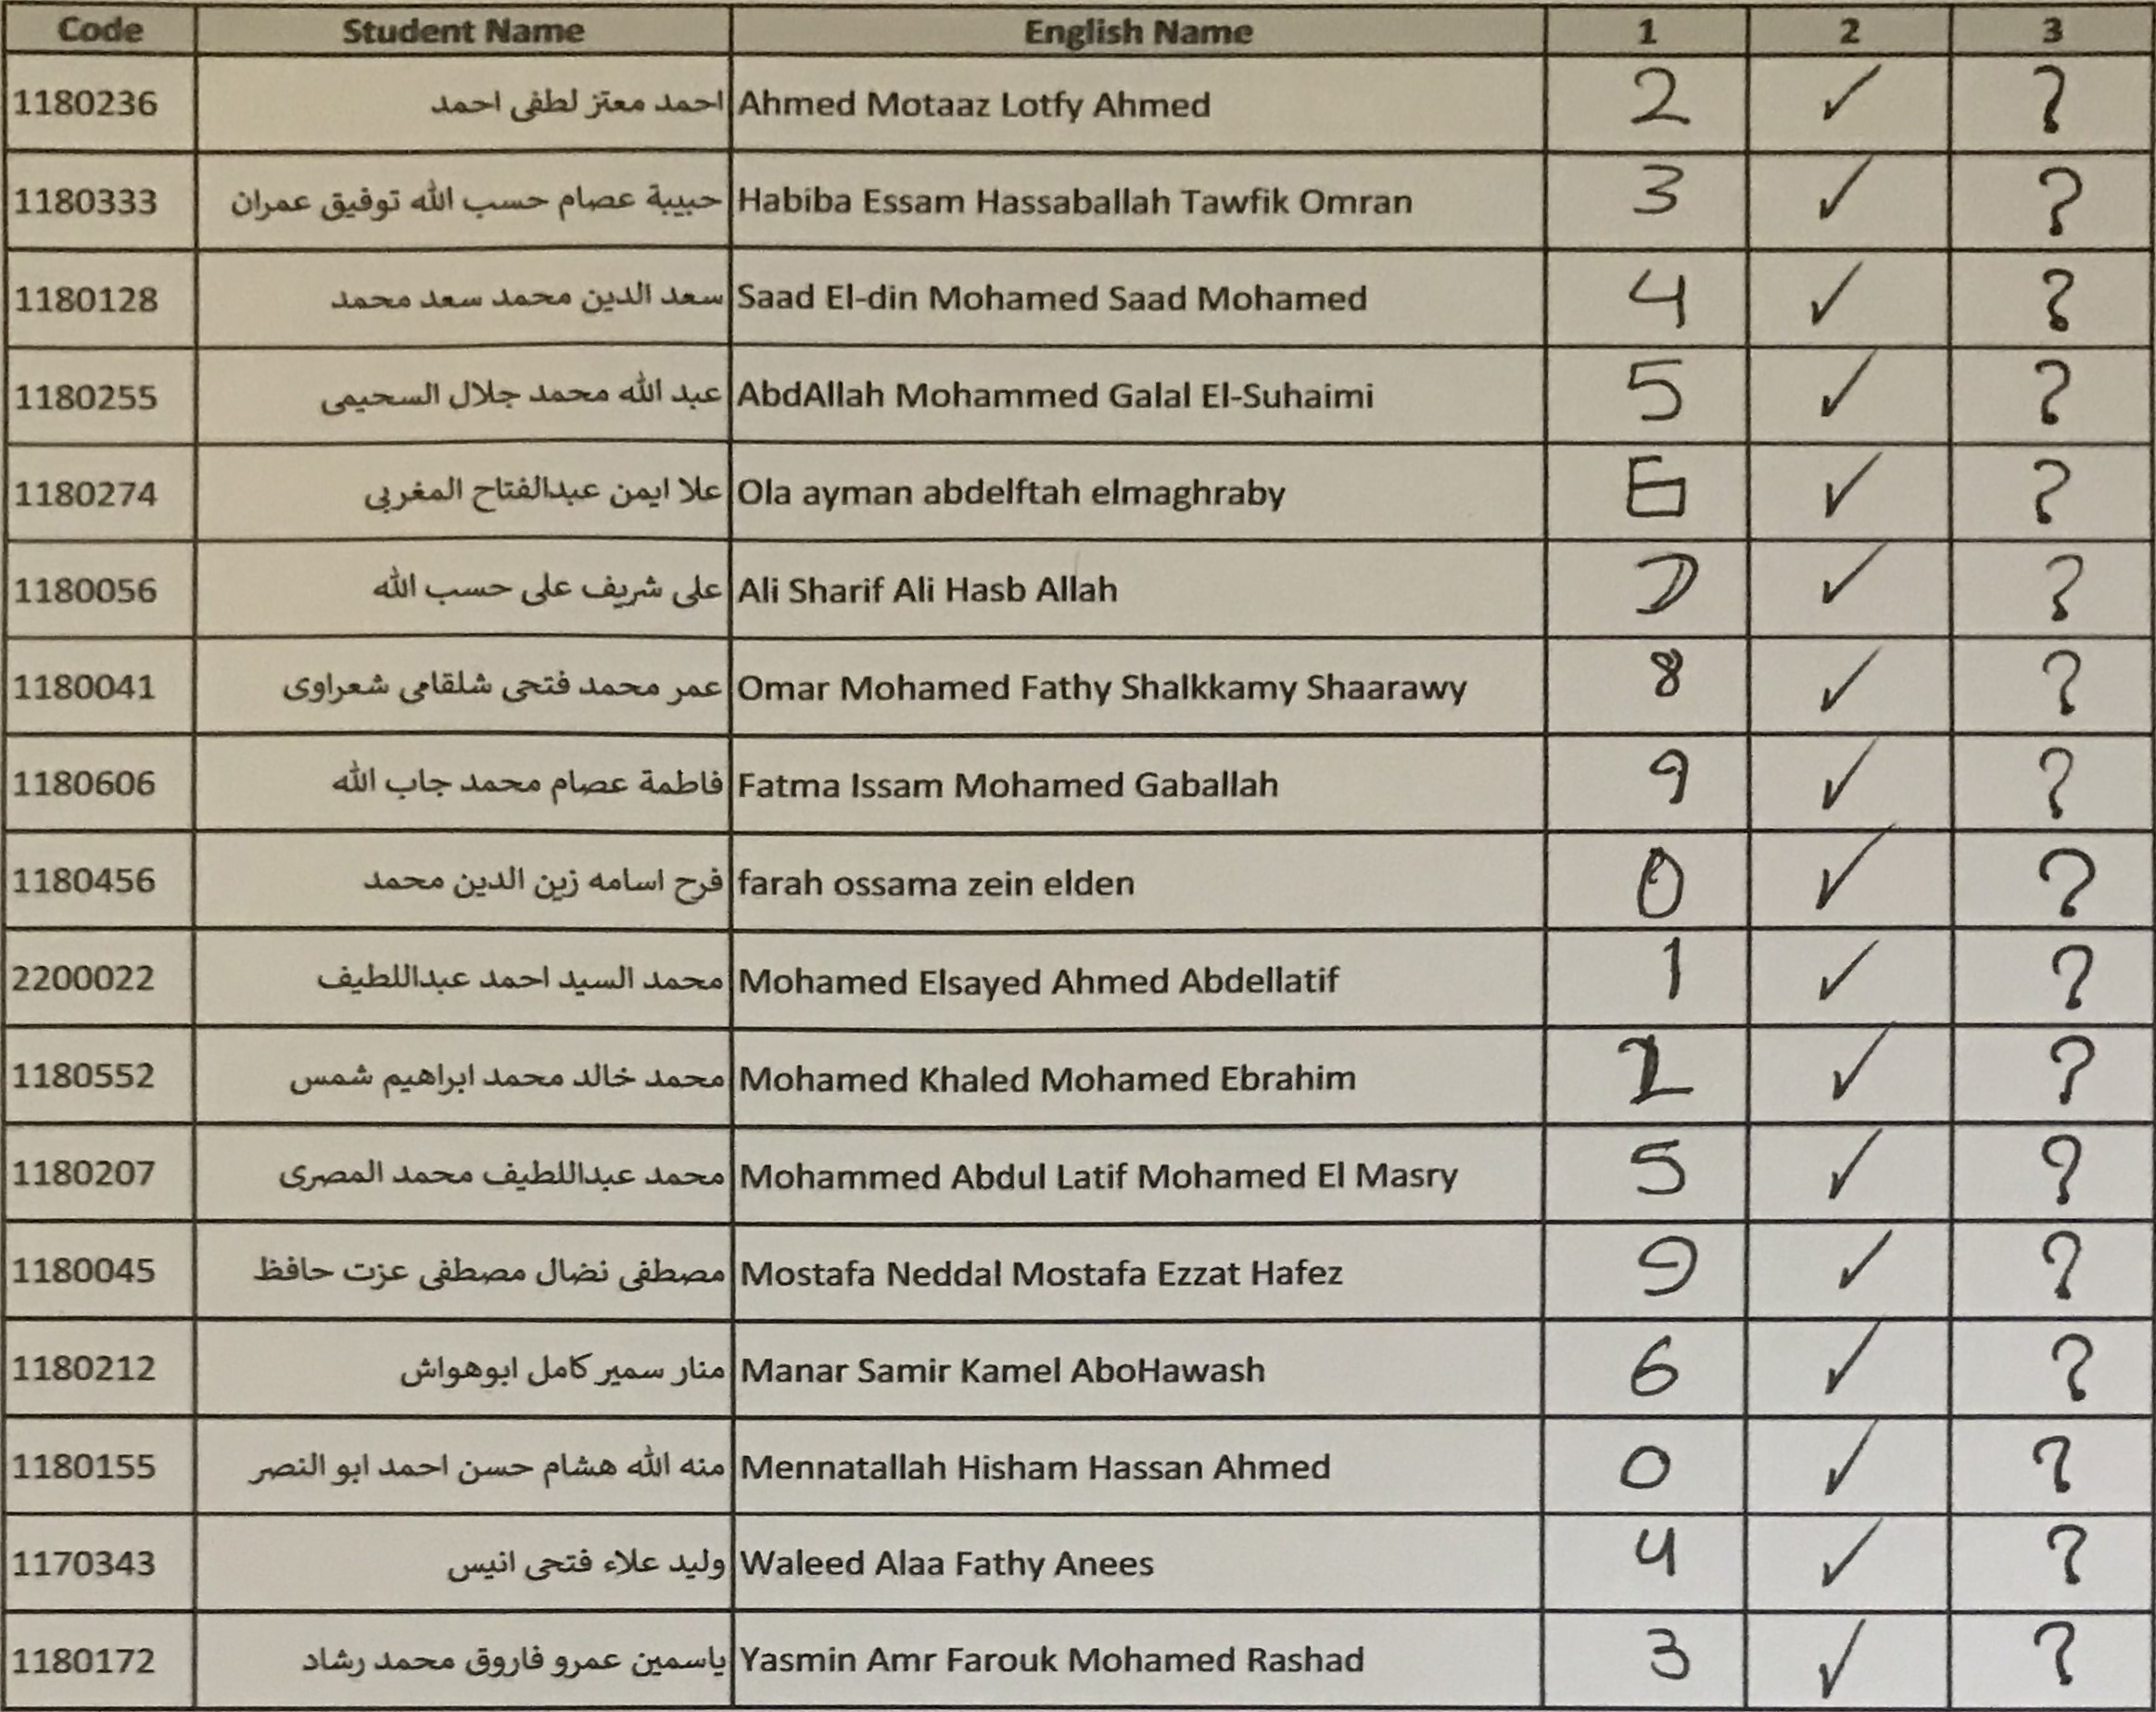 Code Student Name English Name 1 2 3
1180236 احمد معتز لطفى احمد Ahmed Motaaz Lotfy Ahmed 2 ✓ ?
1180333 حبيبة عصام حسب الله توفيق عمران Habiba Essam Hassaballah Tawfik Omran 3 ✓ ?
1180128 سعد الدين محمد سعد محمد Saad El-din Mohamed Saad Mohamed 4 ✓ ?
1180255 عبد الله محمد جلال السحيمى AbdAllah Mohammed Galal El-Suhaimi 5 ✓ ?
1180274 علا ايمن عبدالفتاح المغربى Ola ayman abdelftah elmaghraby 6 ✓ ?
1180056 على شريف على حسب الله Ali Sharif Ali Hasb Allah 7 ✓ ?
1180041 عمر محمد فتحى شلقامى شعراوى Omar Mohamed Fathy Shalkkamy Shaarawy 8 ✓ ?
1180606 فاطمة عصام محمد جاب الله Fatma Issam Mohamed Gaballah 9 ✓ ?
1180456 فرح اسامه زين الدين محمد farah ossama zein elden 0 ✓ ?
2200022 محمد السيد احمد عبداللطيف Mohamed Elsayed Ahmed Abdellatif 1 ✓ ?
1180552 محمد خالد محمد ابراهيم شمس Mohamed Khaled Mohamed Ebrahim 2 ✓ ?
1180207 محمد عبداللطيف محمد المصرى Mohammed Abdul Latif Mohamed El Masry 5 ✓ ?
1180045 مصطفى نضال مصطفى عزت حافظ Mostafa Neddal Mostafa Ezzat Hafez 9 ✓ ?
1180212 منار سمير كامل ابوهواش Manar Samir Kamel AboHawash 6 ✓ ?
1180155 منه الله هشام حسن احمد ابو النصر Mennatallah Hisham Hassan Ahmed 0 ✓ ?
1170343 وليد علاء فتحى انيس Waleed Alaa Fathy Anees 4 ✓ ?
1180172 ياسمين عمرو فاروق محمد رشاد Yasmin Amr Farouk Mohamed Rashad 3 ✓ ?